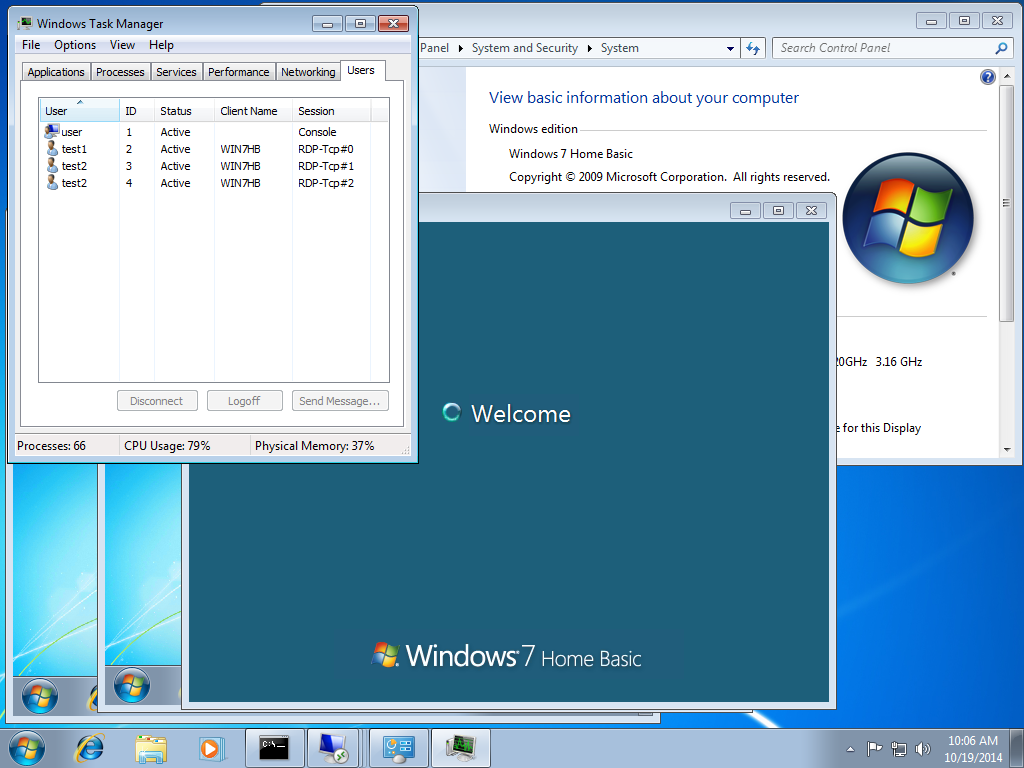 Windows Task Manager
File Options View Help
Applications Processes Services Performance Networking Users
User ID Status Client Name Session
user 1 Active Console
test1 2 Active WIN7HB RDP-Tcp#0
test2 3 Active WIN7HB RDP-Tcp#1
test2 4 Active WIN7HB RDP-Tcp#2
Disconnect Logoff Send Message...
Processes: 66 CPU Usage: 79% Physical Memory: 37%
Panel System and Security System Search Control Panel
View basic information about your computer
Windows edition
Windows 7 Home Basic
Copyright © 2009 Microsoft Corporation. All rights reserved.
20GHz 3.16 GHz
e for this Display
Welcome
Windows 7 Home Basic
C:\
10:06 AM
10/19/2014